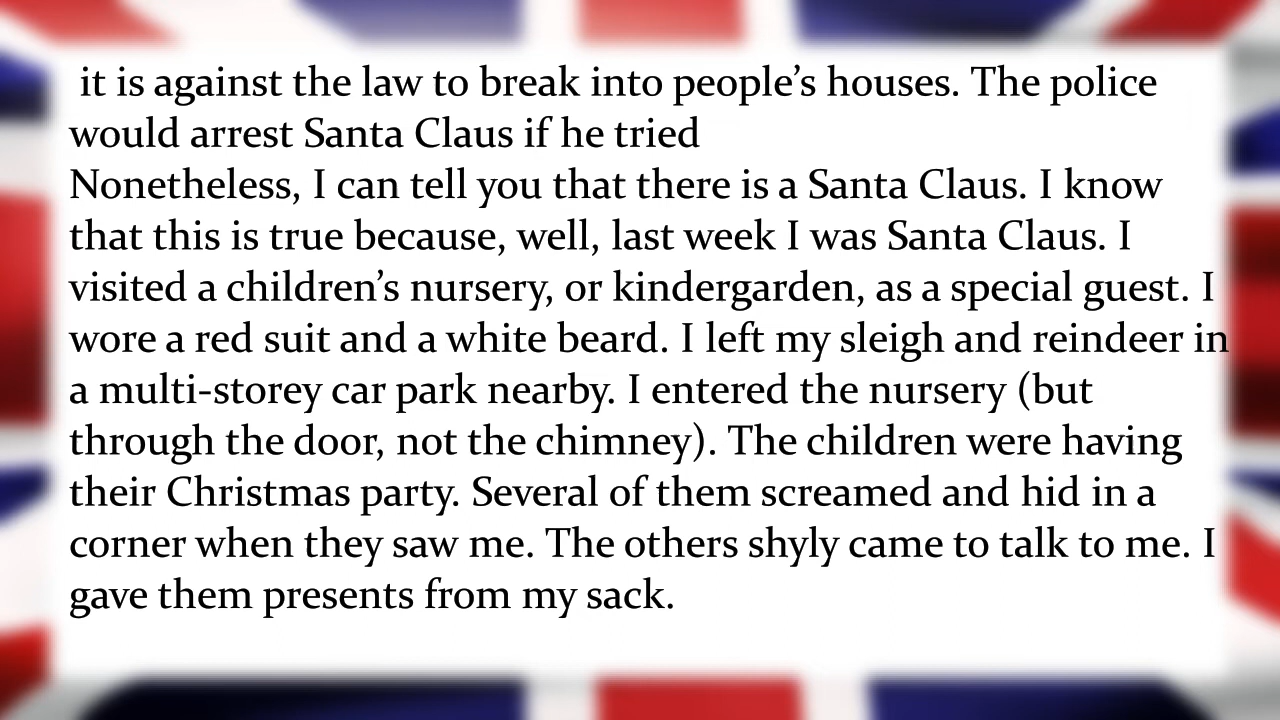 it is against the law to break into people’s houses. The police
would arrest Santa Claus if he tried
Nonetheless, I can tell you that there is a Santa Claus. I know
that this is true because, well, last week I was Santa Claus. I
visited a children’s nursery, or kindergarden, as a special guest. I
wore a red suit and a white beard. I left my sleigh and reindeer in
a multi-storey car park nearby. I entered the nursery (but
through the door, not the chimney). The children were having
their Christmas party. Several of them screamed and hid in a
corner when they saw me. The others shyly came to talk to me. I
gave them presents from my sack.